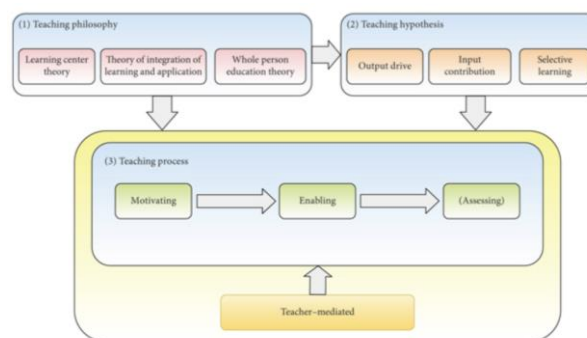 (1) Teaching philosophy
Learning center
theory
Theory of integration of
learning and application
Whole person
education theory
(2) Teaching hypothesis
Output drive
Input
contribution
Selective
learning
(3) Teaching process
Motivating
Enabling
(Assessing)
Teacher–mediated